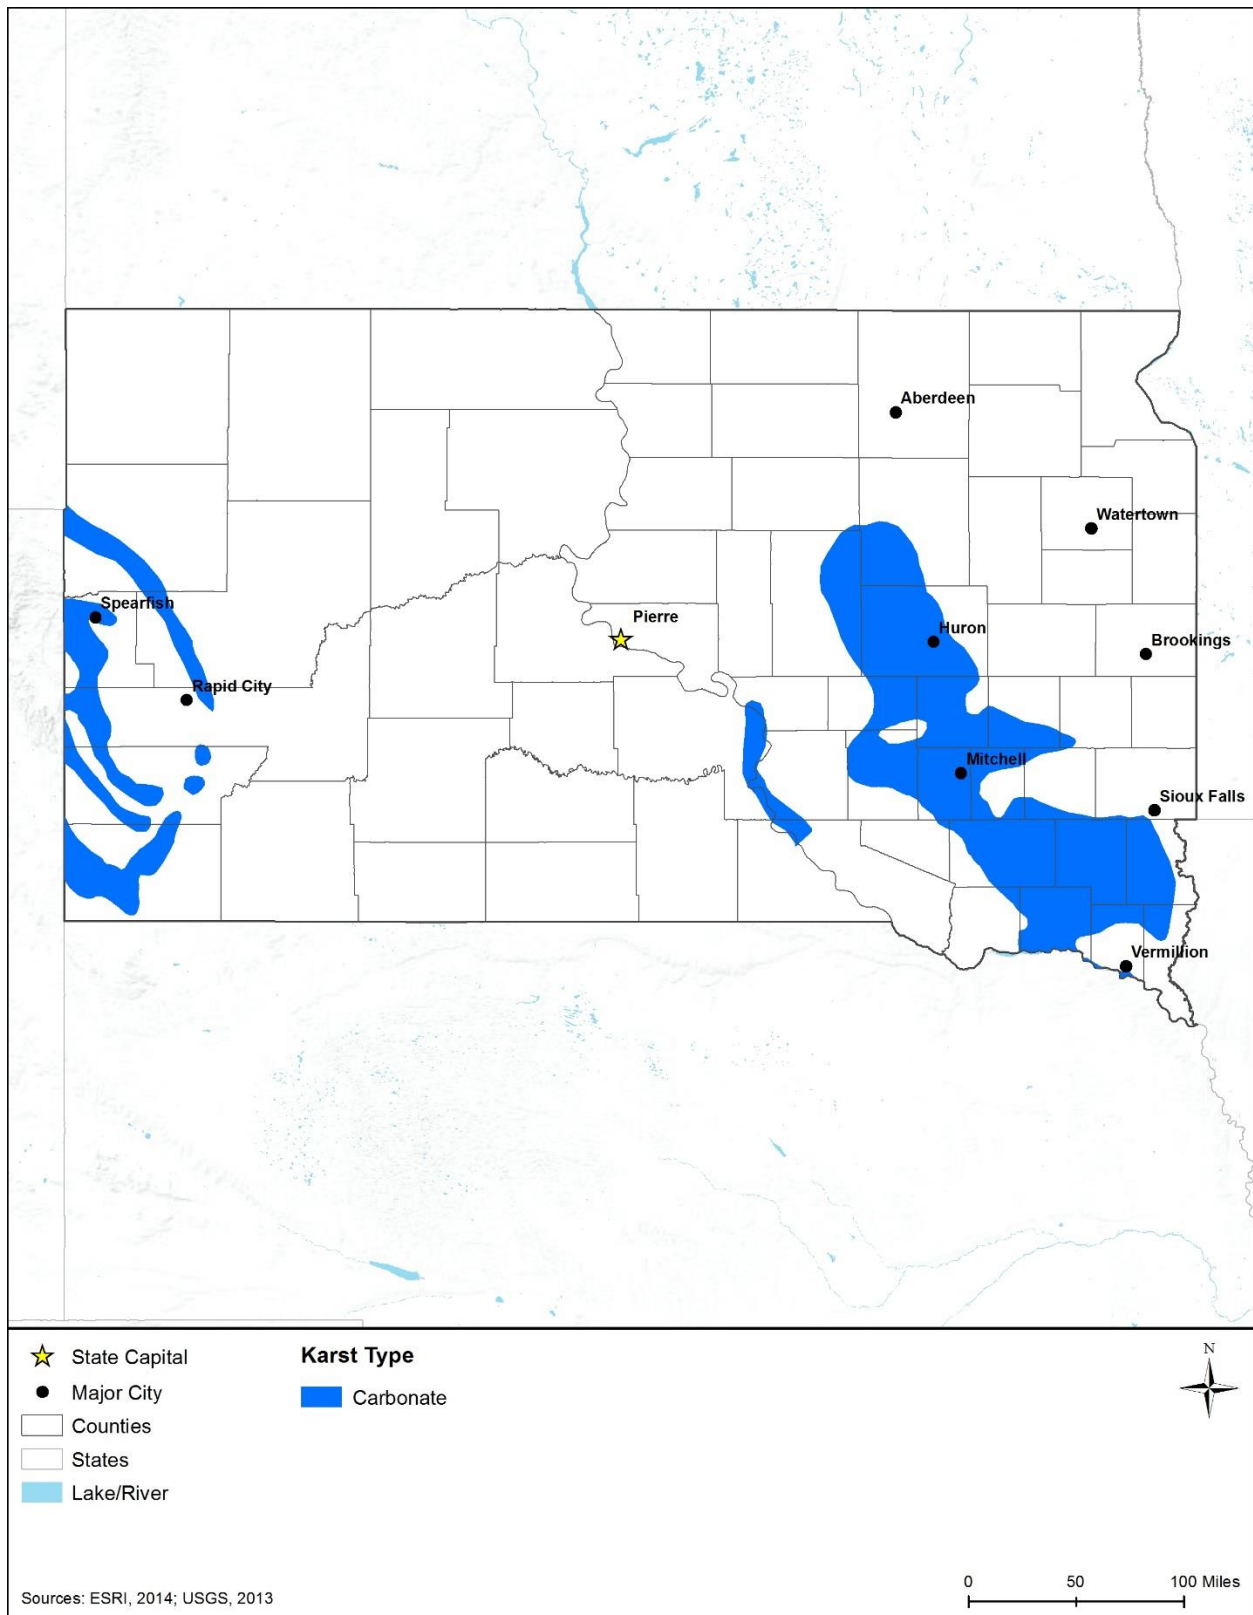 Aberdeen
Watertown
Spearfish
Pierre
Huron
Brookings
Rapid City
Mitchell
Sioux Falls
Vermillion
State Capital
Major City
Counties
States
Lake/River
Karst Type
Carbonate
N
Sources: ESRI, 2014; USGS, 2013
0 50 100 Miles